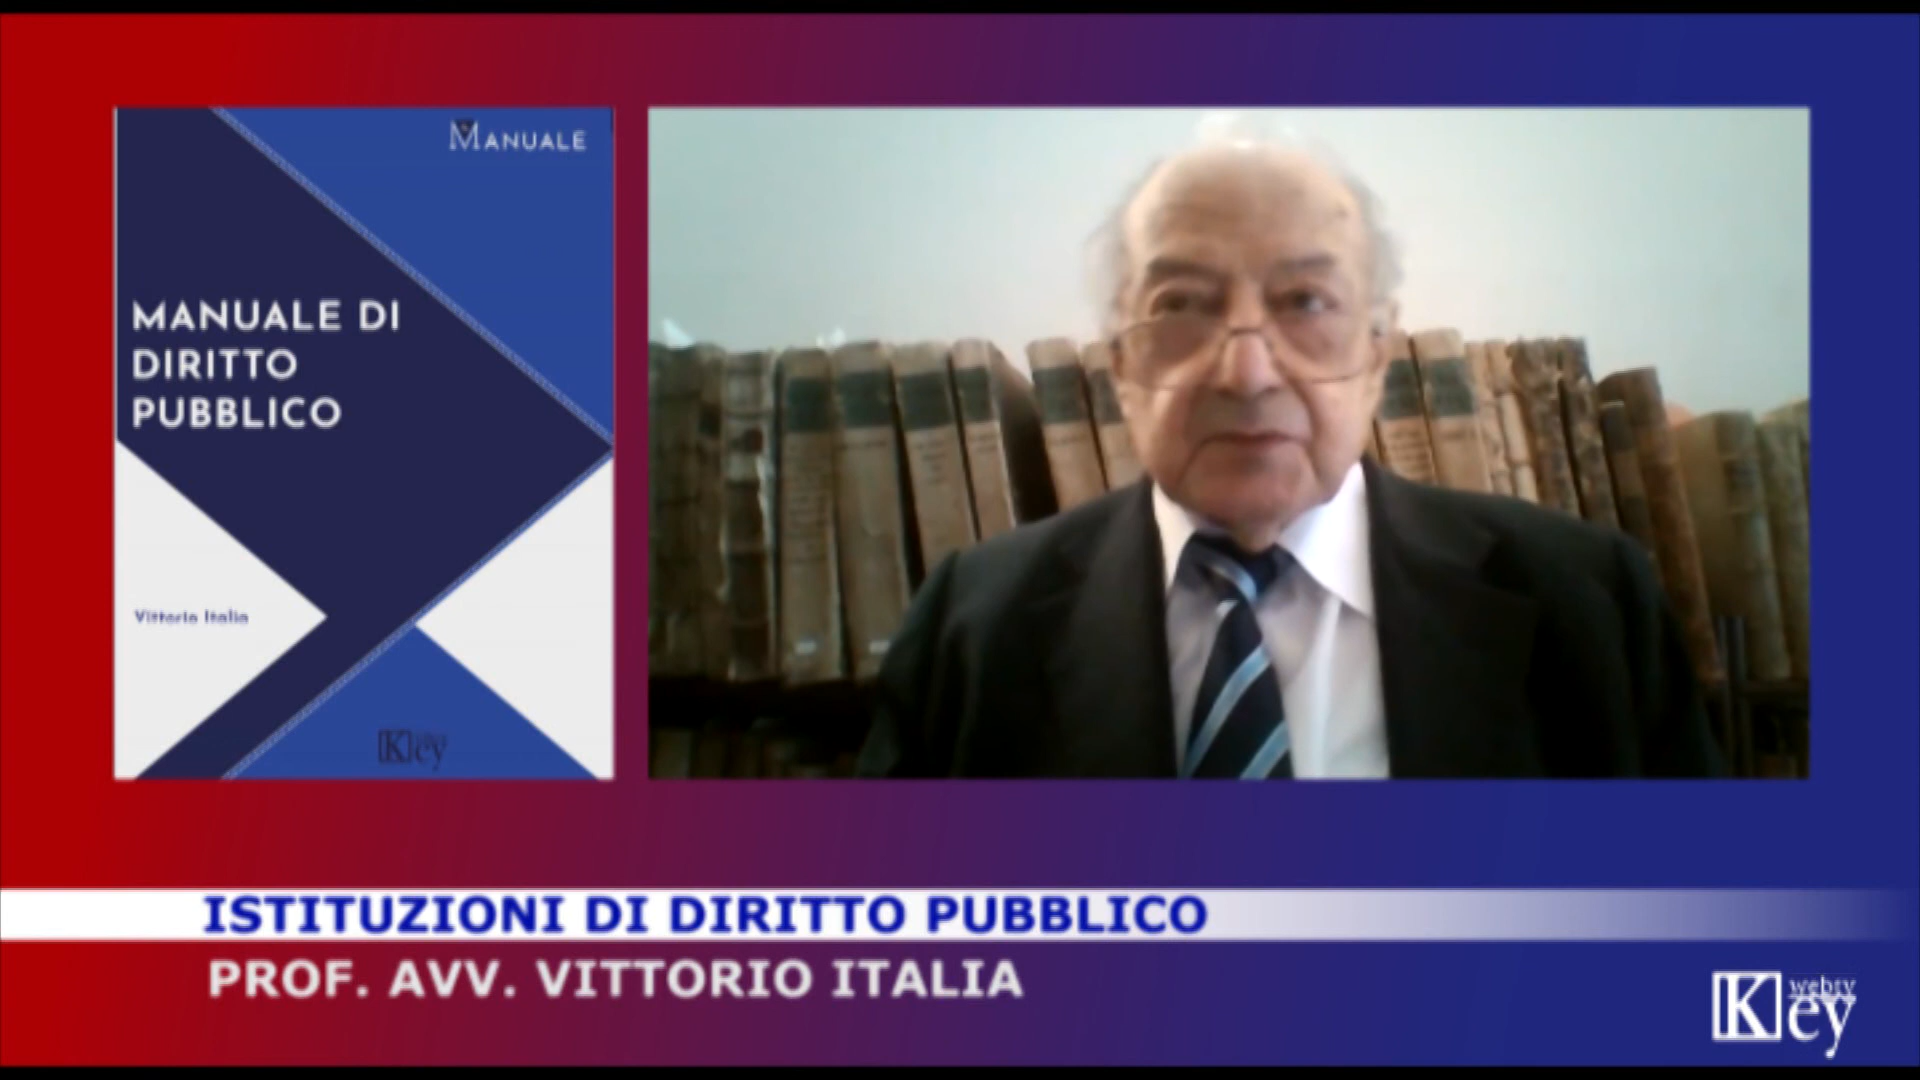 MANUALE
MANUALE DI
DIRITTO
PUBBLICO
Vittorio Italia
Key
ISTITUZIONI DI DIRITTO PUBBLICO
PROF. AVV. VITTORIO ITALIA
Key webtv